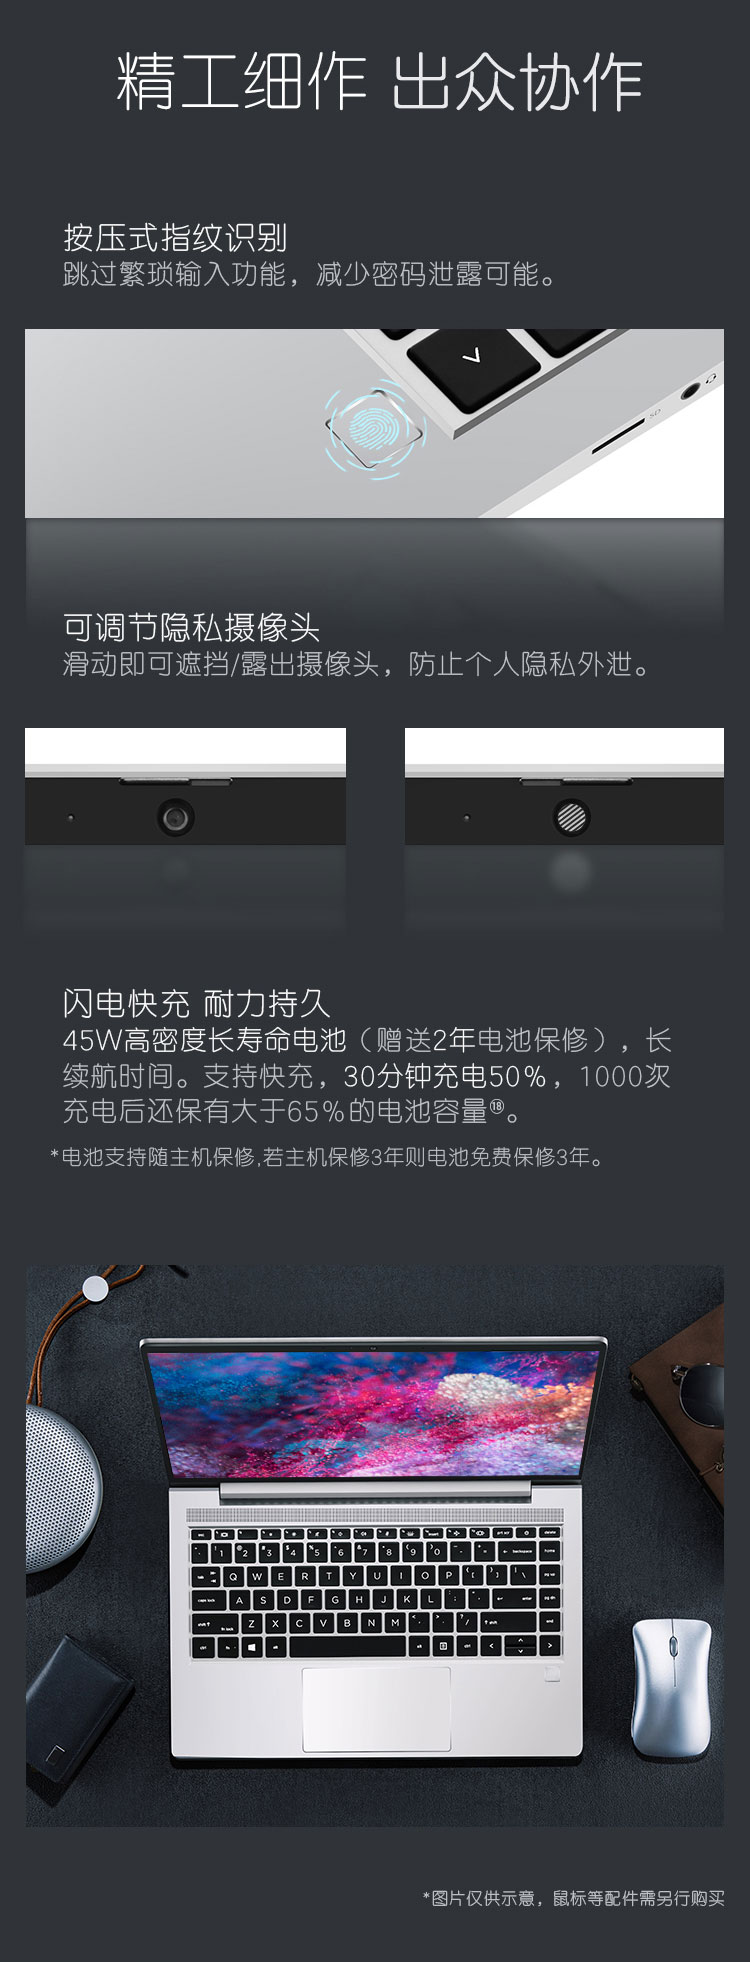 精工细作 出众协作
按压式指纹识别
跳过繁琐输入功能，减少密码泄露可能。
SD
可调节隐私摄像头
滑动即可遮挡/露出摄像头，防止个人隐私外泄。
闪电快充 耐力持久
45W高密度长寿命电池（赠送2年电池保修），长
续航时间。支持快充，30分钟充电50%，1000次
充电后还保有大于65%的电池容量⑱。
*电池支持随主机保修,若主机保修3年则电池免费保修3年。
Q W E R T Y U I O P
A S D F G H J K L
Z X C V B N M
*图片仅供示意，鼠标等配件需另行购买